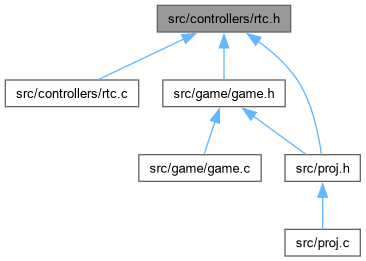 src/controllers/rtc.h
src/controllers/rtc.c
src/game/game.h
src/game/game.c
src/proj.h
src/proj.c